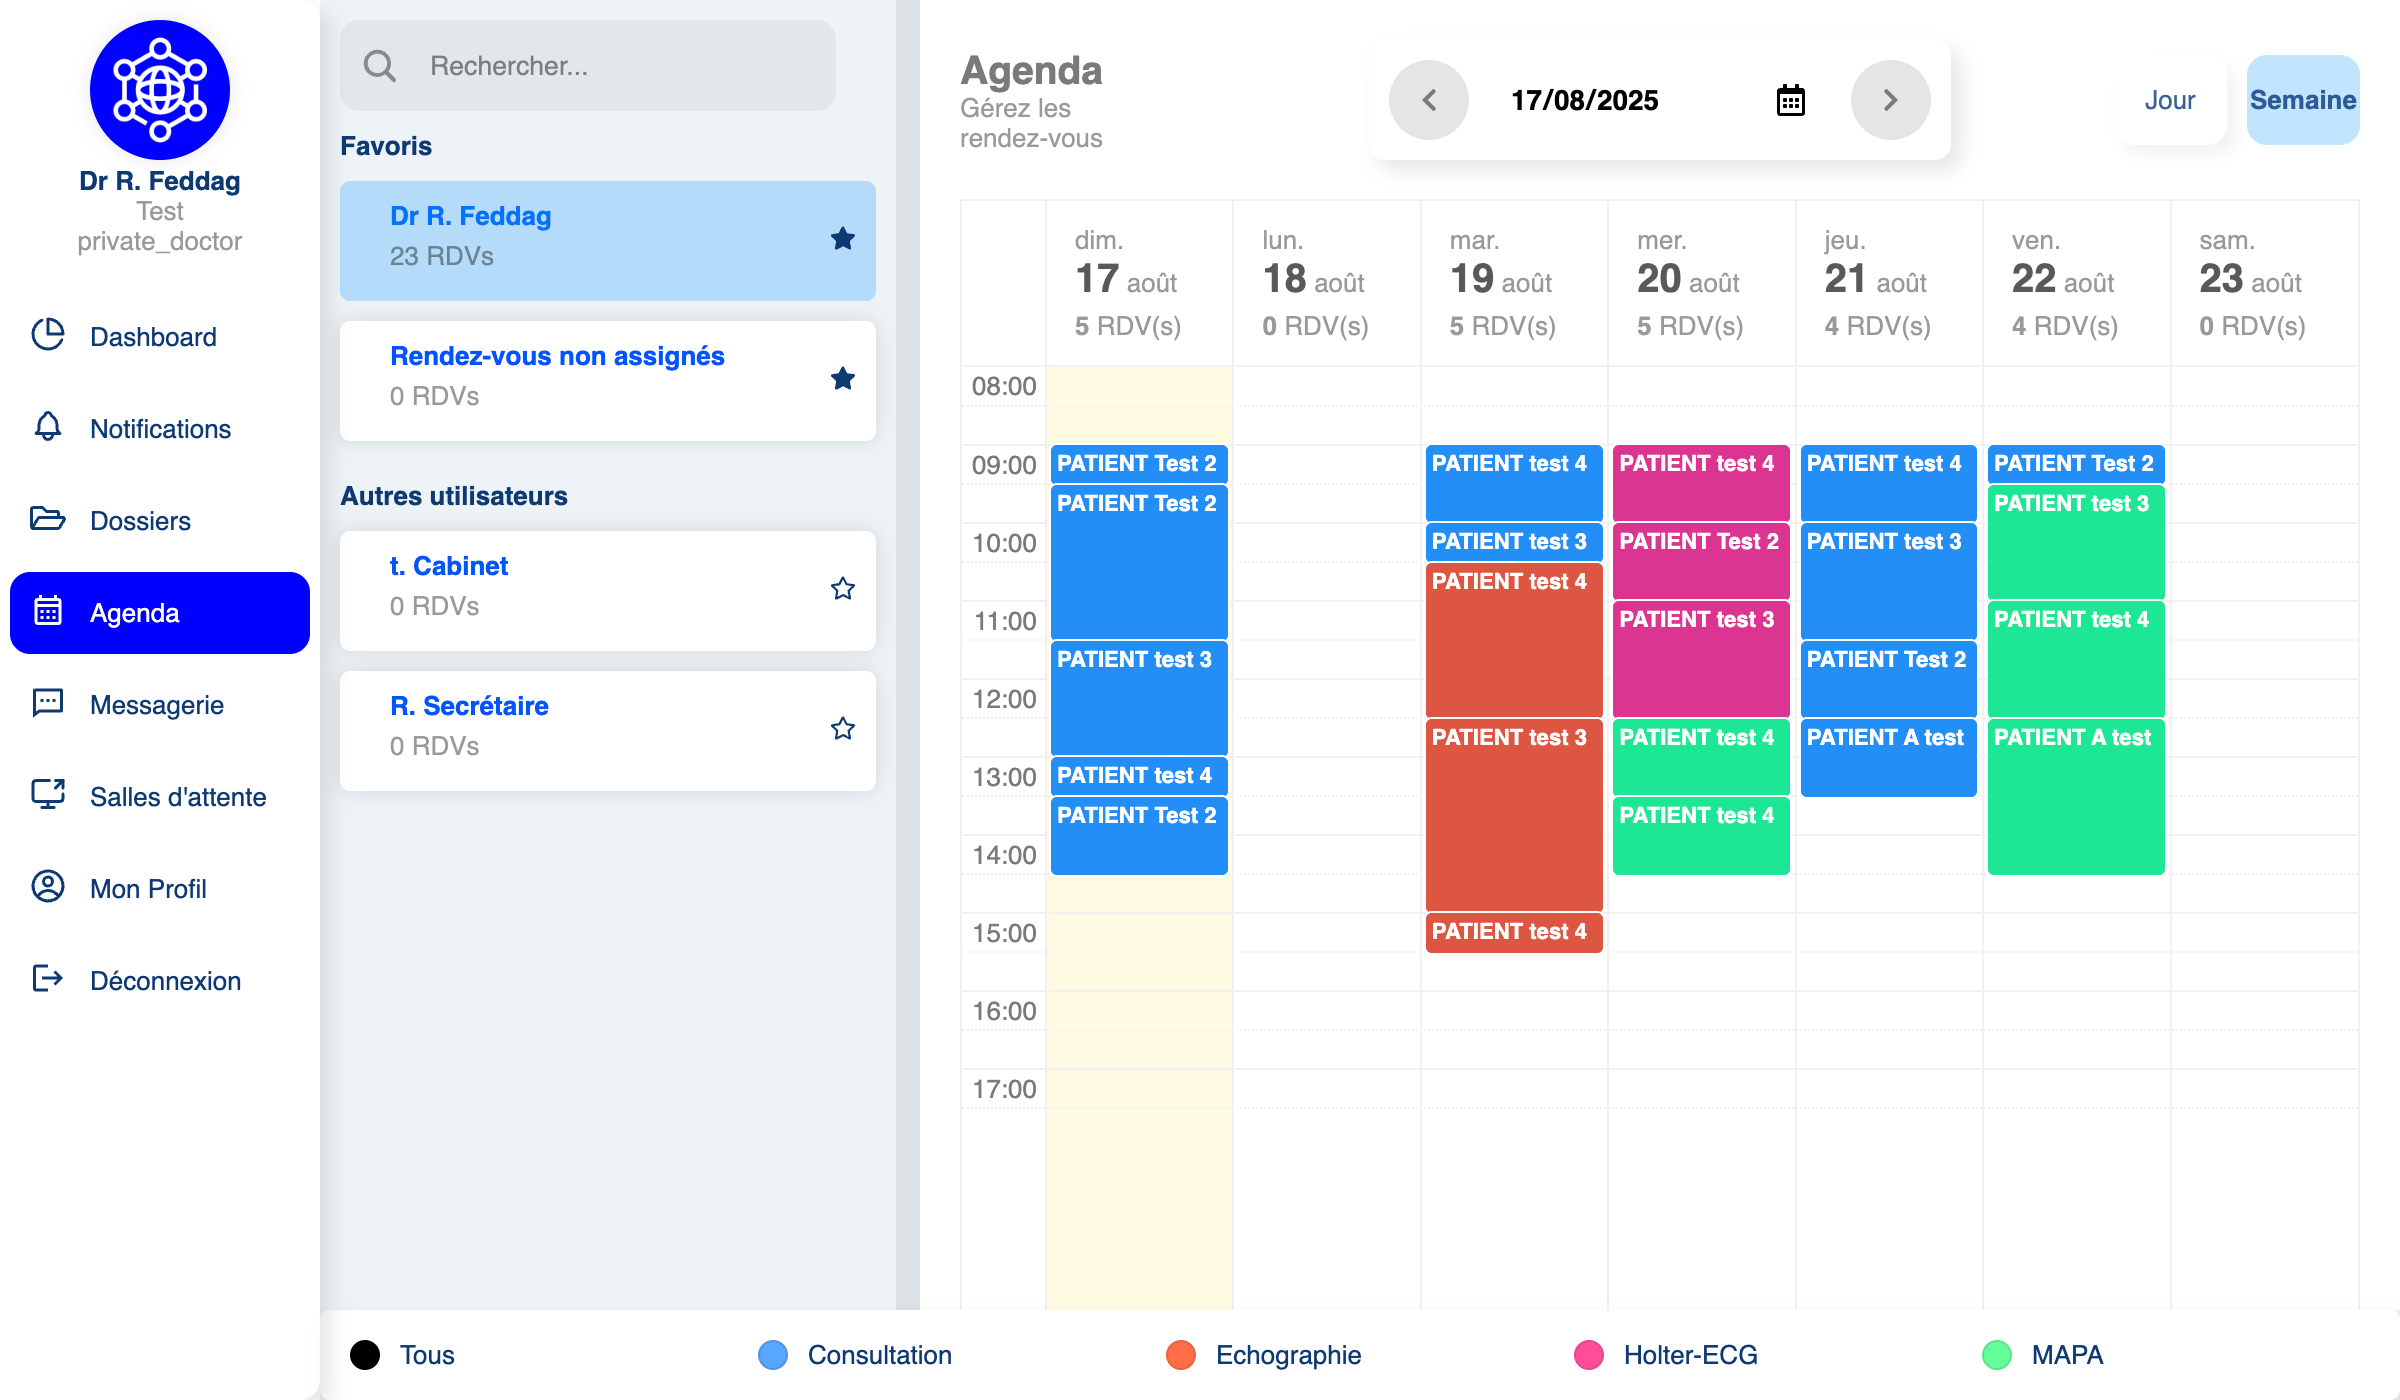 Dr R. Feddag
Test
private_doctor
Dashboard
Notifications
Dossiers
Agenda
Messagerie
Salles d'attente
Mon Profil
Déconnexion
Rechercher...
Favoris
Dr R. Feddag
23 RDVs
Rendez-vous non assignés
0 RDVs
Autres utilisateurs
t. Cabinet
0 RDVs
R. Secrétaire
0 RDVs
Agenda
Gérez les
rendez-vous
17/08/2025
Jour
Semaine
dim.
17 août
5 RDV(s)
lun.
18 août
0 RDV(s)
mar.
19 août
5 RDV(s)
mer.
20 août
5 RDV(s)
jeu.
21 août
4 RDV(s)
ven.
22 août
4 RDV(s)
sam.
23 août
0 RDV(s)
08:00
09:00
10:00
11:00
12:00
13:00
14:00
15:00
16:00
17:00
PATIENT Test 2
PATIENT Test 2
PATIENT test 3
PATIENT test 4
PATIENT Test 2
PATIENT test 4
PATIENT test 3
PATIENT test 4
PATIENT test 3
PATIENT test 4
PATIENT test 4
PATIENT Test 2
PATIENT test 3
PATIENT test 4
PATIENT test 4
PATIENT test 4
PATIENT test 3
PATIENT Test 2
PATIENT A test
PATIENT Test 2
PATIENT test 3
PATIENT test 4
PATIENT A test
Tous
Consultation
Echographie
Holter-ECG
MAPA